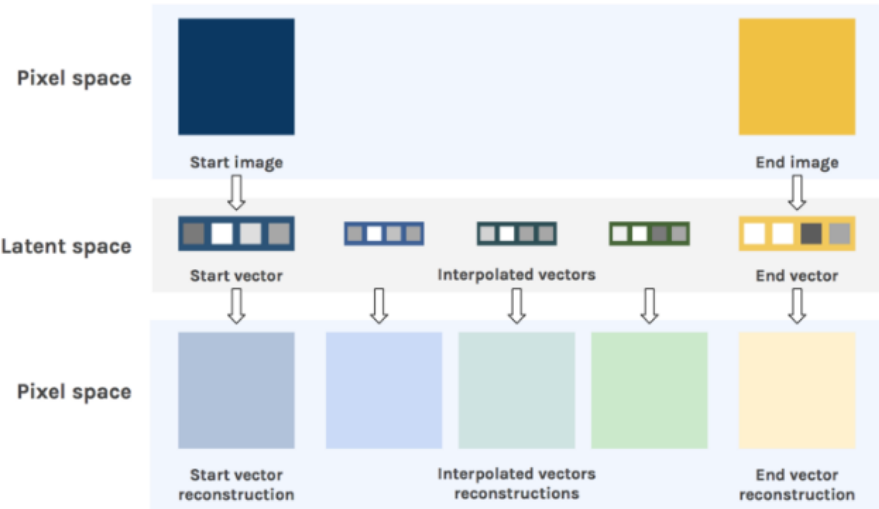 Pixel space
Start image
End image
Latent space
Start vector
Interpolated vectors
End vector
Pixel space
Start vector
reconstruction
Interpolated vectors
reconstructions
End vector
reconstruction